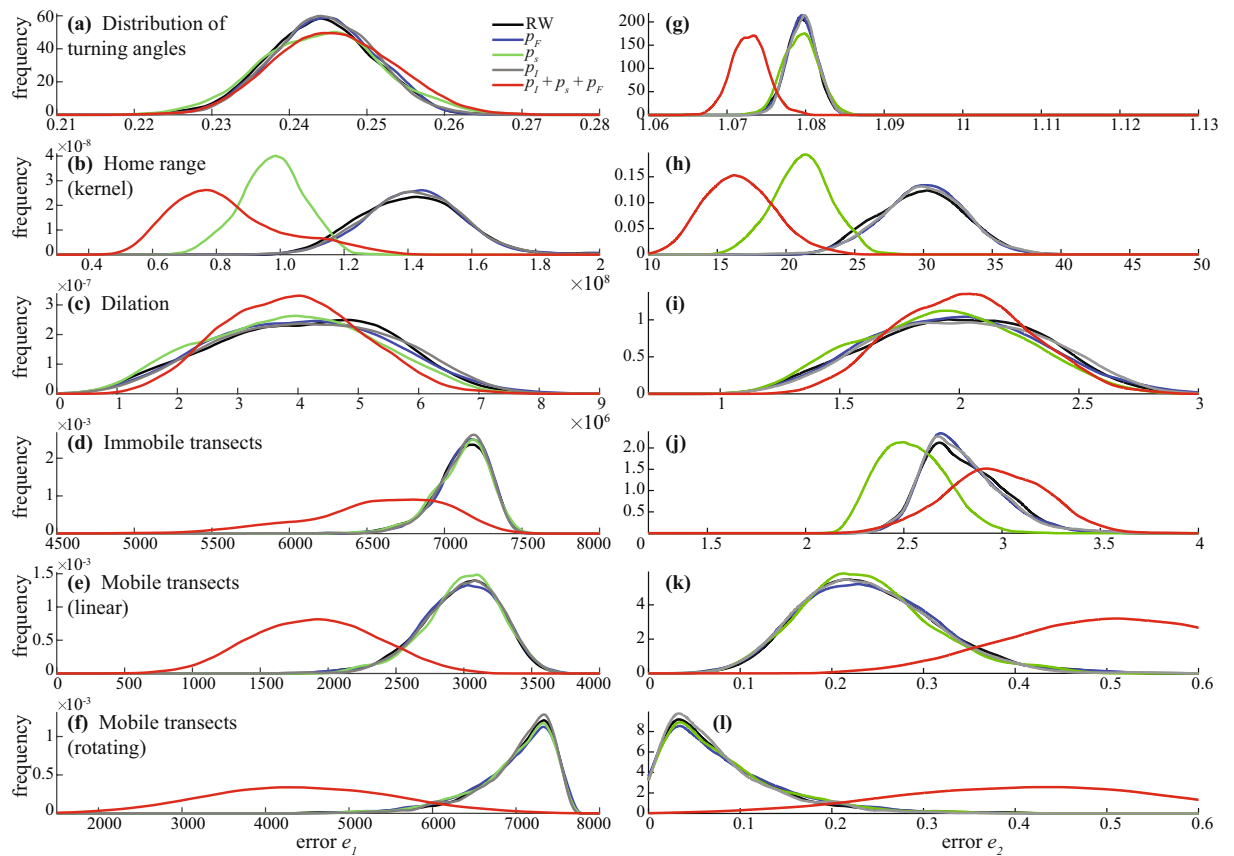 (a) Distribution of
turning angles
RW
p_F
p_s
p_I
p_I + p_s + p_F
frequency
60
40
20
0
0.21 0.22 0.23 0.24 0.25 0.26 0.27 0.28
(g)
200
150
100
50
0
1.06 1.07 1.08 1.09 11 1.11 1.12 1.13
(b) Home range
(kernel)
frequency
×10^-8
4
3
2
1
0
0.4 0.6 0.8 1.0 1.2 1.4 1.6 1.8 2
×10^8
(h)
0.15
0.10
0.05
0
10 15 20 25 30 35 40 45 50
(c) Dilation
frequency
×10^-7
3
2
1
0
0 1 2 3 4 5 6 7 8 9
×10^6
(i)
1
0.5
0
1 1.5 2 2.5 3
(d) Immobile transects
frequency
×10^-3
2
1
0
4500 5000 5500 6000 6500 7000 7500 8000
(j)
2.0
1.5
1.0
0.5
0
1.5 2 2.5 3 3.5 4
(e) Mobile transects
(linear)
frequency
×10^-3
1.5
1
0.5
0
0 500 1000 1500 2000 2500 3000 3500 4000
(k)
4
2
0
0 0.1 0.2 0.3 0.4 0.5 0.6
(f) Mobile transects
(rotating)
frequency
×10^-3
1
0.5
0
2000 3000 4000 5000 6000 7000 8000
error e_1
(l)
8
6
4
2
0
0 0.1 0.2 0.3 0.4 0.5 0.6
error e_2